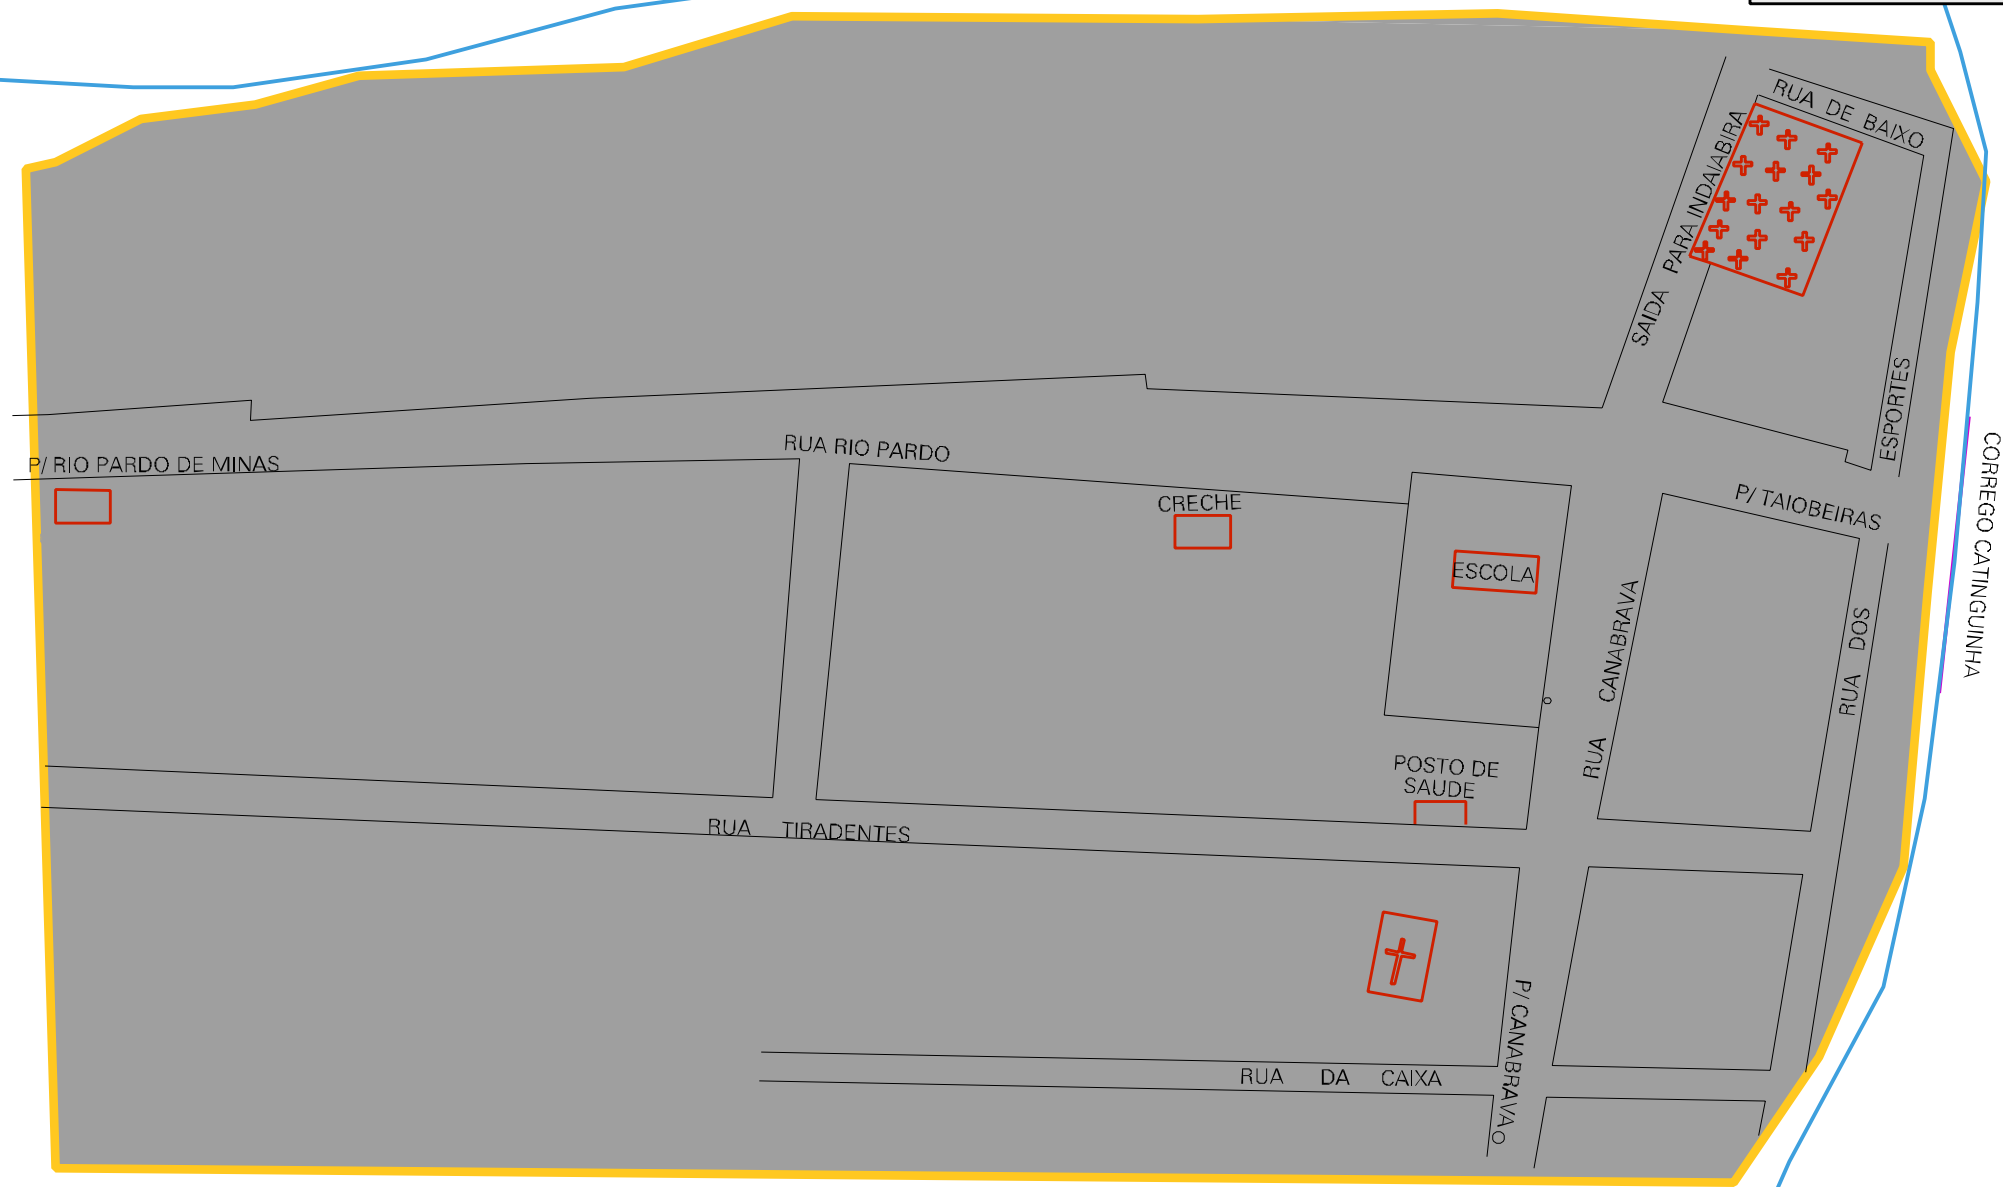 RUA DE BAIXO
SAIDA PARA INDAIABIRA
ESPORTES
RUA RIO PARDO
P/ RIO PARDO DE MINAS
CRECHE
P/ TAIOBEIRAS
CORREGO CATINGUINHA
ESCOLA
RUA CANABRAVA
RUA DOS
POSTO DE
SAUDE
RUA TIRADENTES
P/ CANABRAVA
RUA DA CAIXA